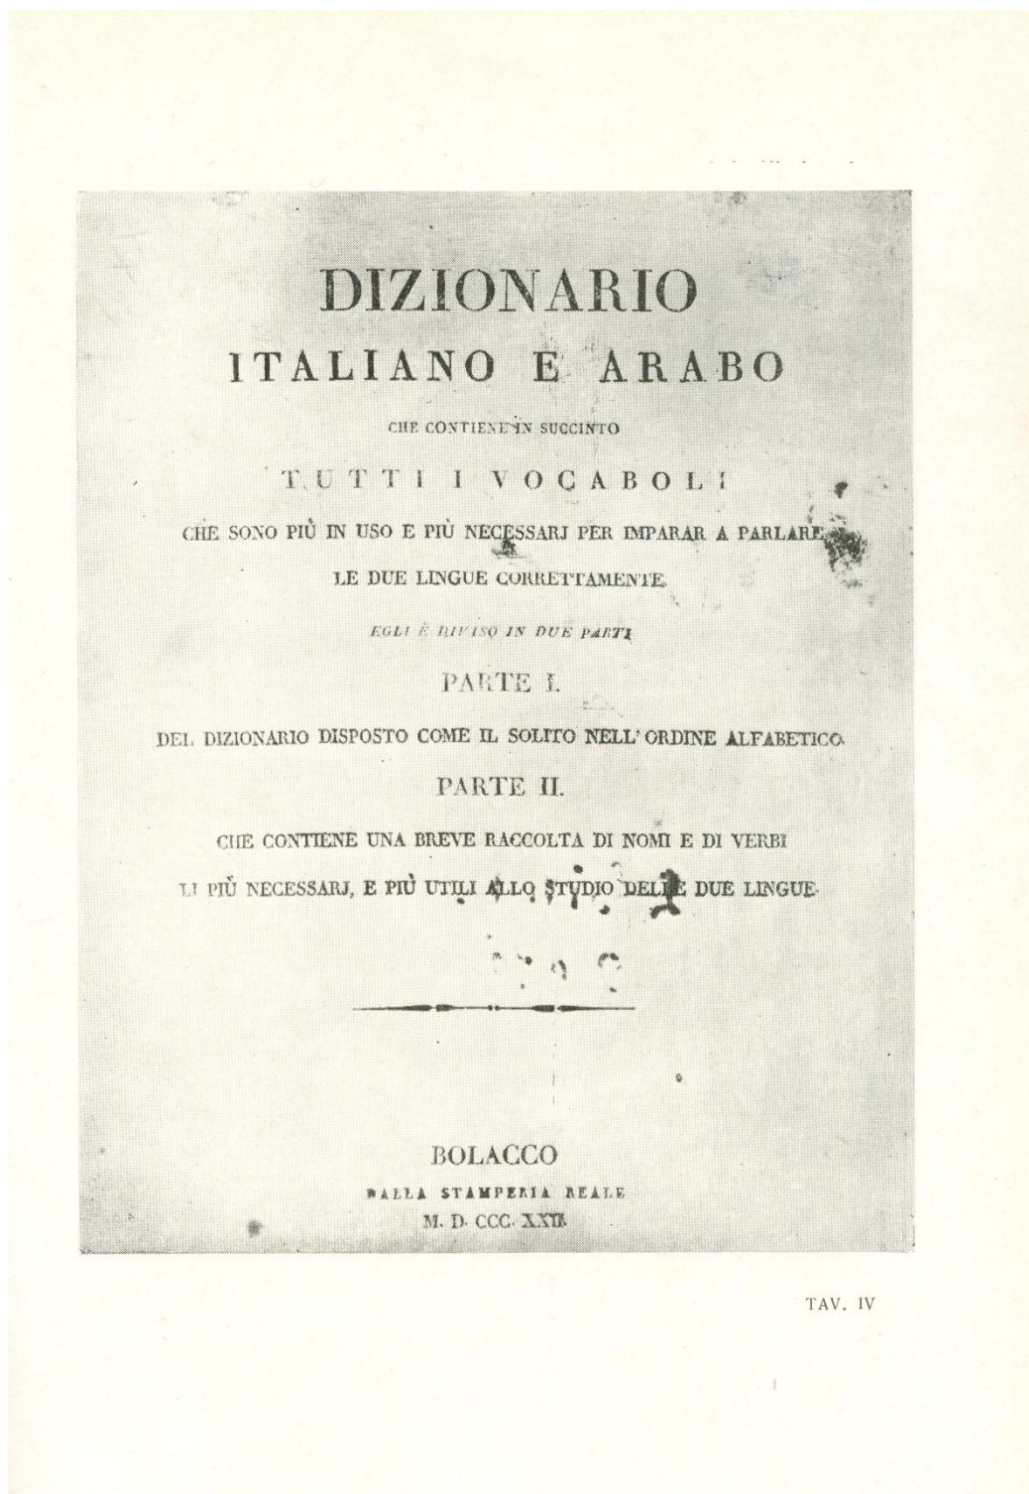 DIZIONARIO
ITALIANO E ARABO
CHE CONTIENE IN SUCCINTO
TUTTI I VOCABOLI
CHE SONO PIÙ IN USO E PIÙ NECESSARJ PER IMPARAR A PARLARE
LE DUE LINGUE CORRETTAMENTE
EGLI È DIVISO IN DUE PARTI
PARTE I.
DEL DIZIONARIO DISPOSTO COME IL SOLITO NELL' ORDINE ALFABETICO.
PARTE II.
CHE CONTIENE UNA BREVE RACCOLTA DI NOMI E DI VERBI
LI PIÙ NECESSARJ, E PIÙ UTILI ALLO STUDIO DELLE DUE LINGUE.
BOLACCO
DALLA STAMPERIA REALE
M. D. CCC. XXII.
TAV. IV